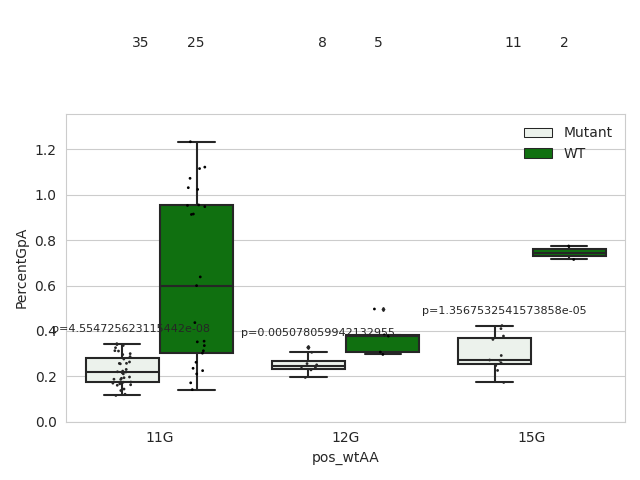 35 25 8 5 11 2
Mutant
WT
PercentGpA
1.2
1.0
0.8
0.6
0.4
0.2
0.0
p=4.554725623115442e-08
p=0.005078059942132955
p=1.3567532541573858e-05
11G 12G 15G
pos_wtAA